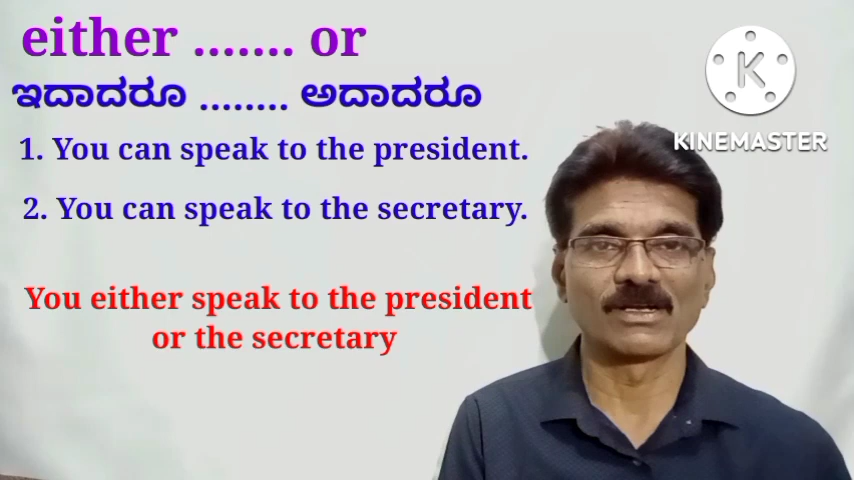 either ....... or
ಇದಾದರೂ ........ ಅದಾದರೂ
1. You can speak to the president.
2. You can speak to the secretary.
You either speak to the president
or the secretary
K
KINEMASTER